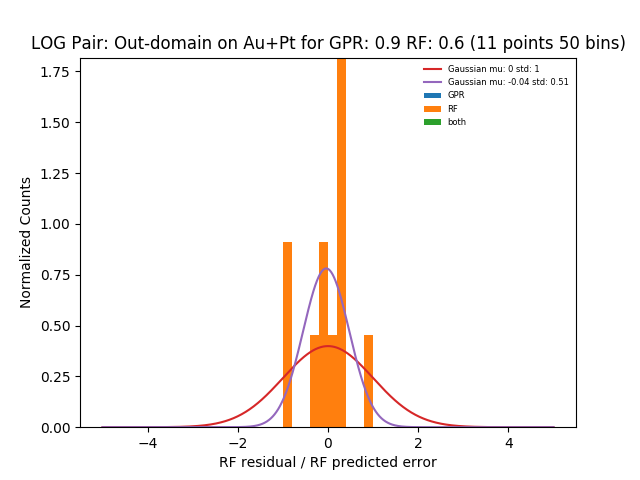 LOG Pair: Out-domain on Au+Pt for GPR: 0.9 RF: 0.6 (11 points 50 bins)
Gaussian mu: 0 std: 1
Gaussian mu: -0.04 std: 0.51
GPR
RF
both
Normalized Counts
1.75
1.50
1.25
1.00
0.75
0.50
0.25
0.00
−4 −2 0 2 4
RF residual / RF predicted error